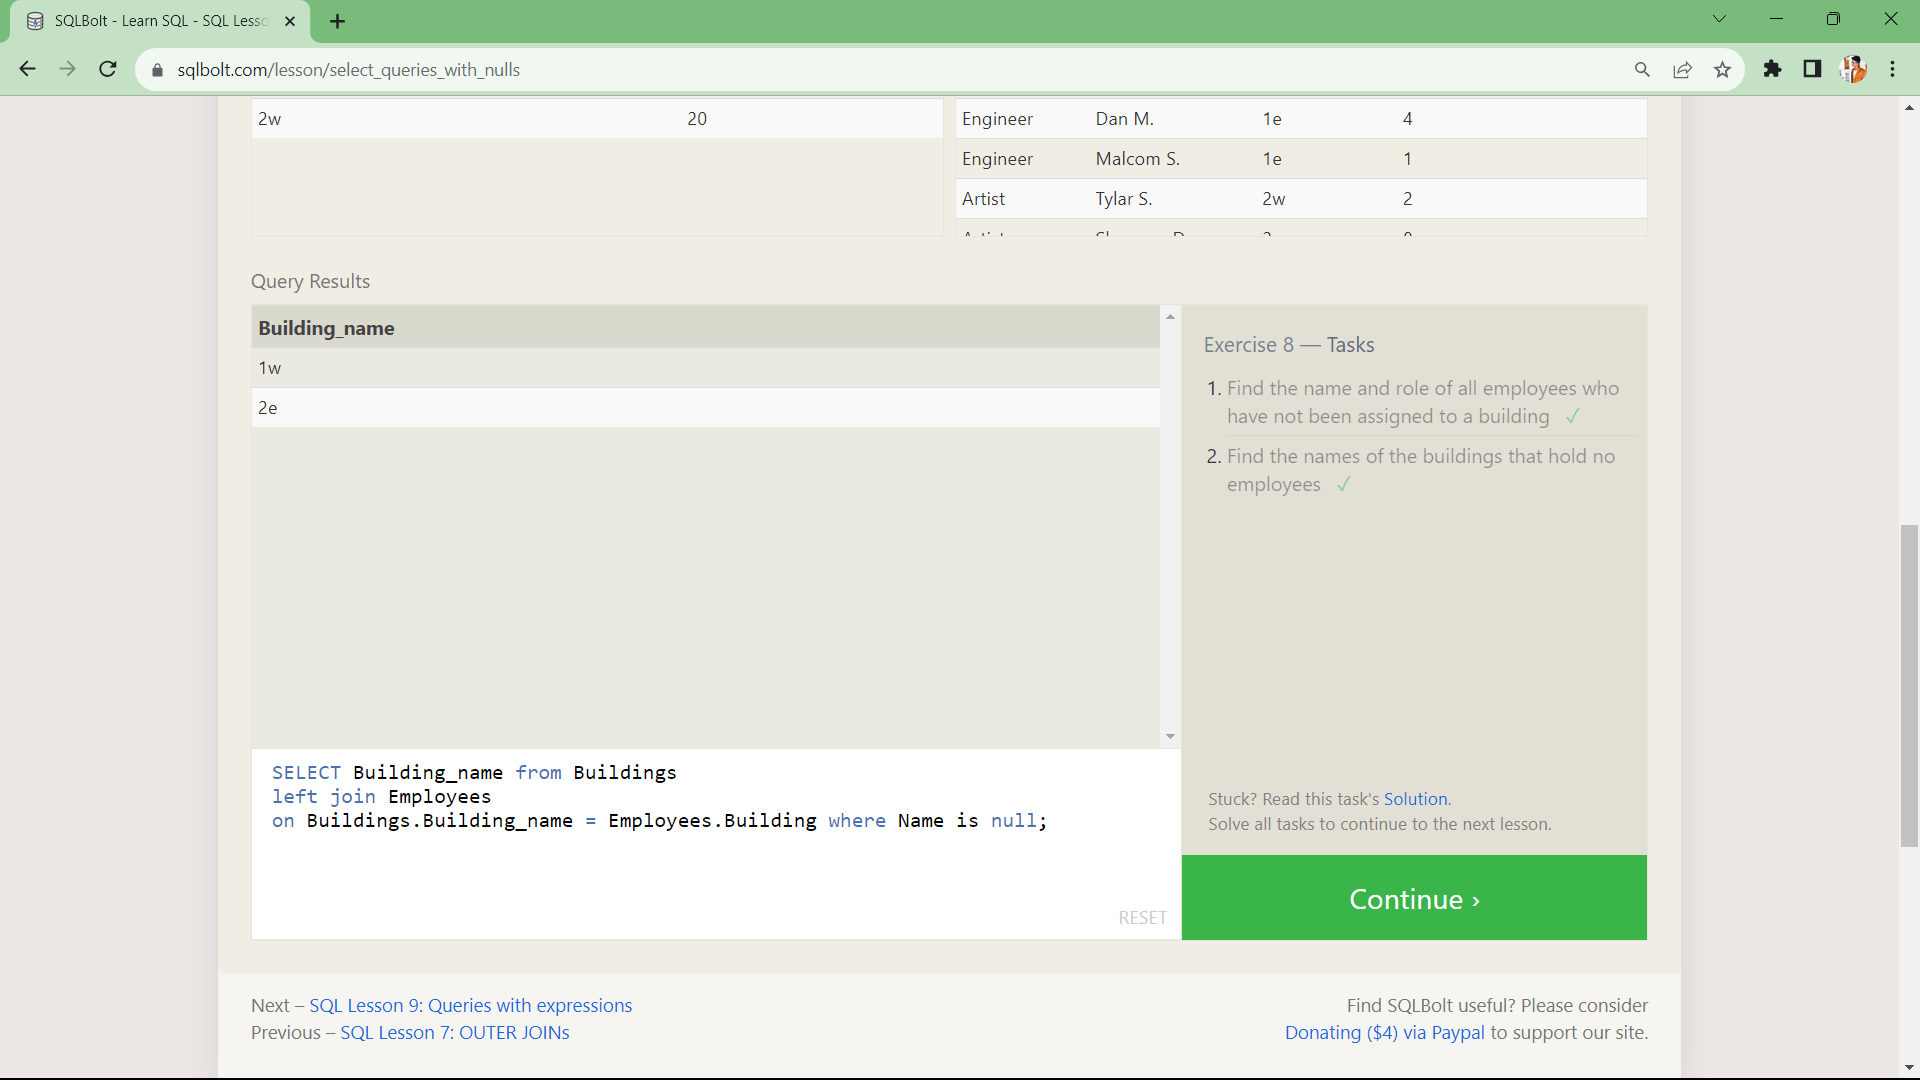 SQLBolt - Learn SQL - SQL Lesso
sqlbolt.com/lesson/select_queries_with_nulls
2w 20
Engineer Dan M. 1e 4
Engineer Malcom S. 1e 1
Artist Tylar S. 2w 2
Query Results
Building_name
1w
2e
Exercise 8 — Tasks
1. Find the name and role of all employees who
have not been assigned to a building ✓
2. Find the names of the buildings that hold no
employees ✓
SELECT Building_name from Buildings
left join Employees
on Buildings.Building_name = Employees.Building where Name is null;
RESET
Stuck? Read this task's Solution.
Solve all tasks to continue to the next lesson.
Continue ›
Next – SQL Lesson 9: Queries with expressions
Previous – SQL Lesson 7: OUTER JOINs
Find SQLBolt useful? Please consider
Donating ($4) via Paypal to support our site.